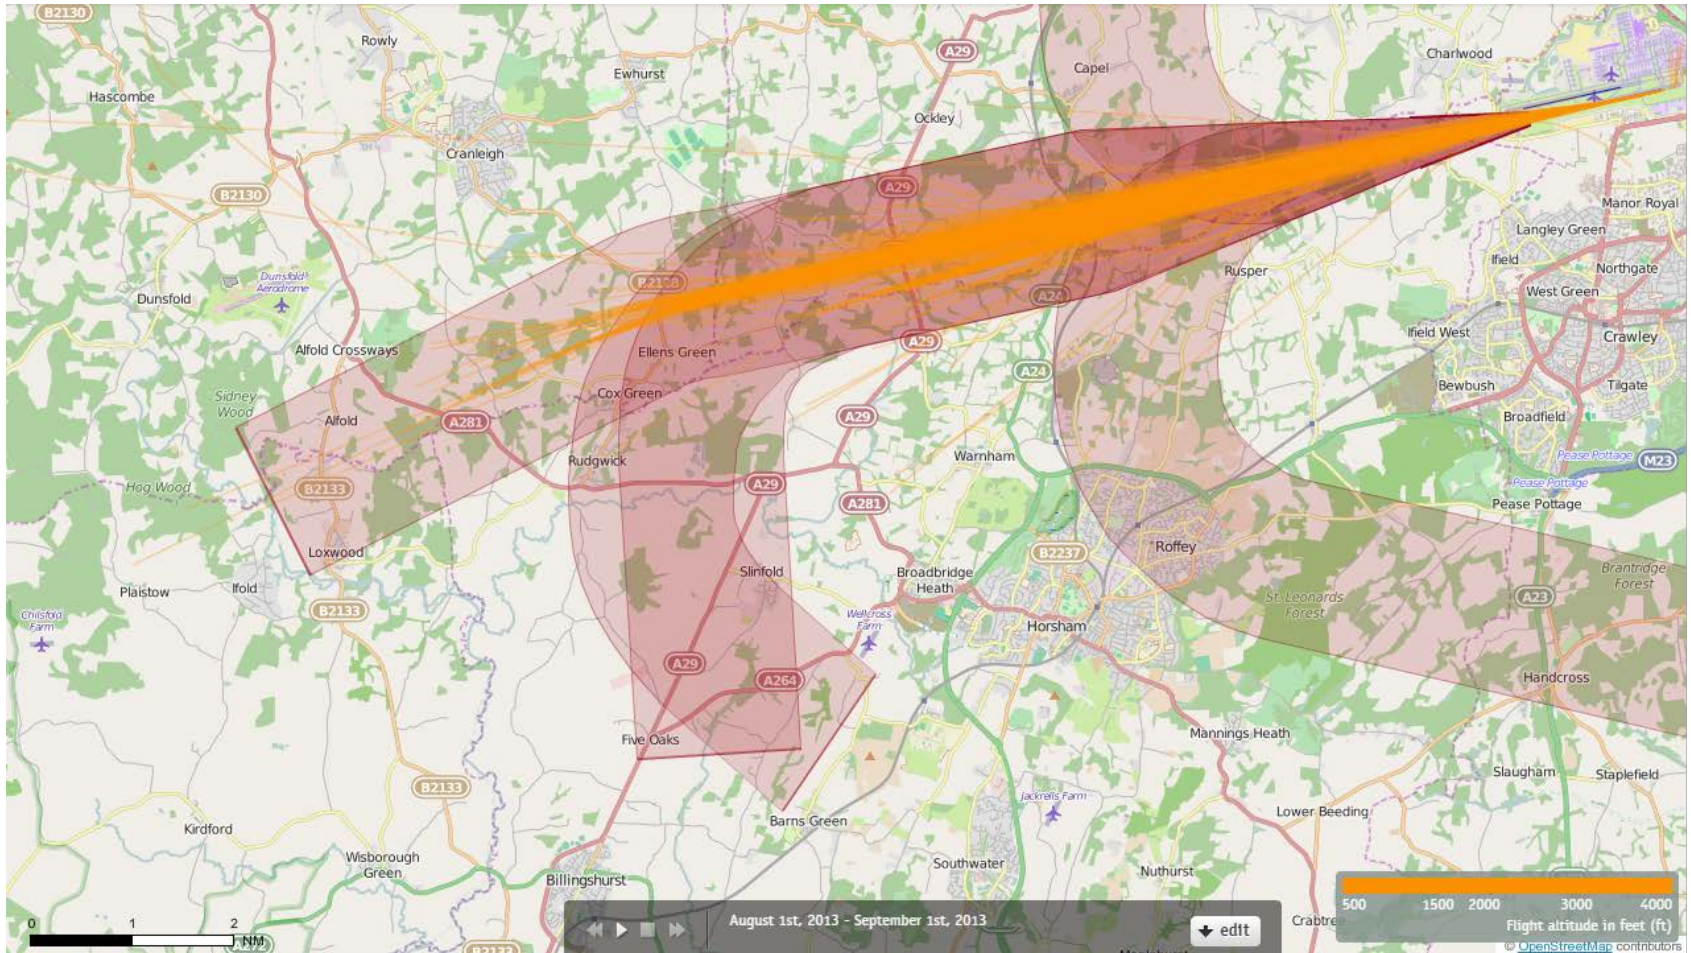 B2130
Rowly
A29
Charlwood
Capel
Ewhurst
Hascombe
Ockley
Cranleigh
A29
B2130
Manor Royal
Langley Green
Ifield
Northgate
Rusper
Dunsfold
Aerodrome
Dunsfold
A24
West Green
Ifield West
Crawley
A29
Alfold Crossways
Ellens Green
A24
Bewbush
Tilgate
Sidney
Wood
Cox Green
Broadfield
Alfold
A281
A29
Warnham
Rudgwick
Pease Pottage
M23
Hog Wood
B2133
A29
Pease Pottage
A281
Pease Pottage
Loxwood
B2237
Roffey
Plaistow
Ifold
Slinfold
Broadbridge
Heath
Brantridge
Forest
St. Leonards
Forest
A23
B2133
Chilsfold
Farm
Wellcross
Farm
Horsham
A29
A264
Handcross
Five Oaks
Mannings Heath
Slaugham
Staplefield
B2133
Jackrells Farm
Lower Beeding
Barns Green
Kirdford
Wisborough
Green
Southwater
Nuthurst
Billingshurst
500 1500 2000 3000 4000
Flight altitude in feet (ft)
0 1 2 NM
A272
August 1st, 2013 - September 1st, 2013
edit
© OpenStreetMap contributors